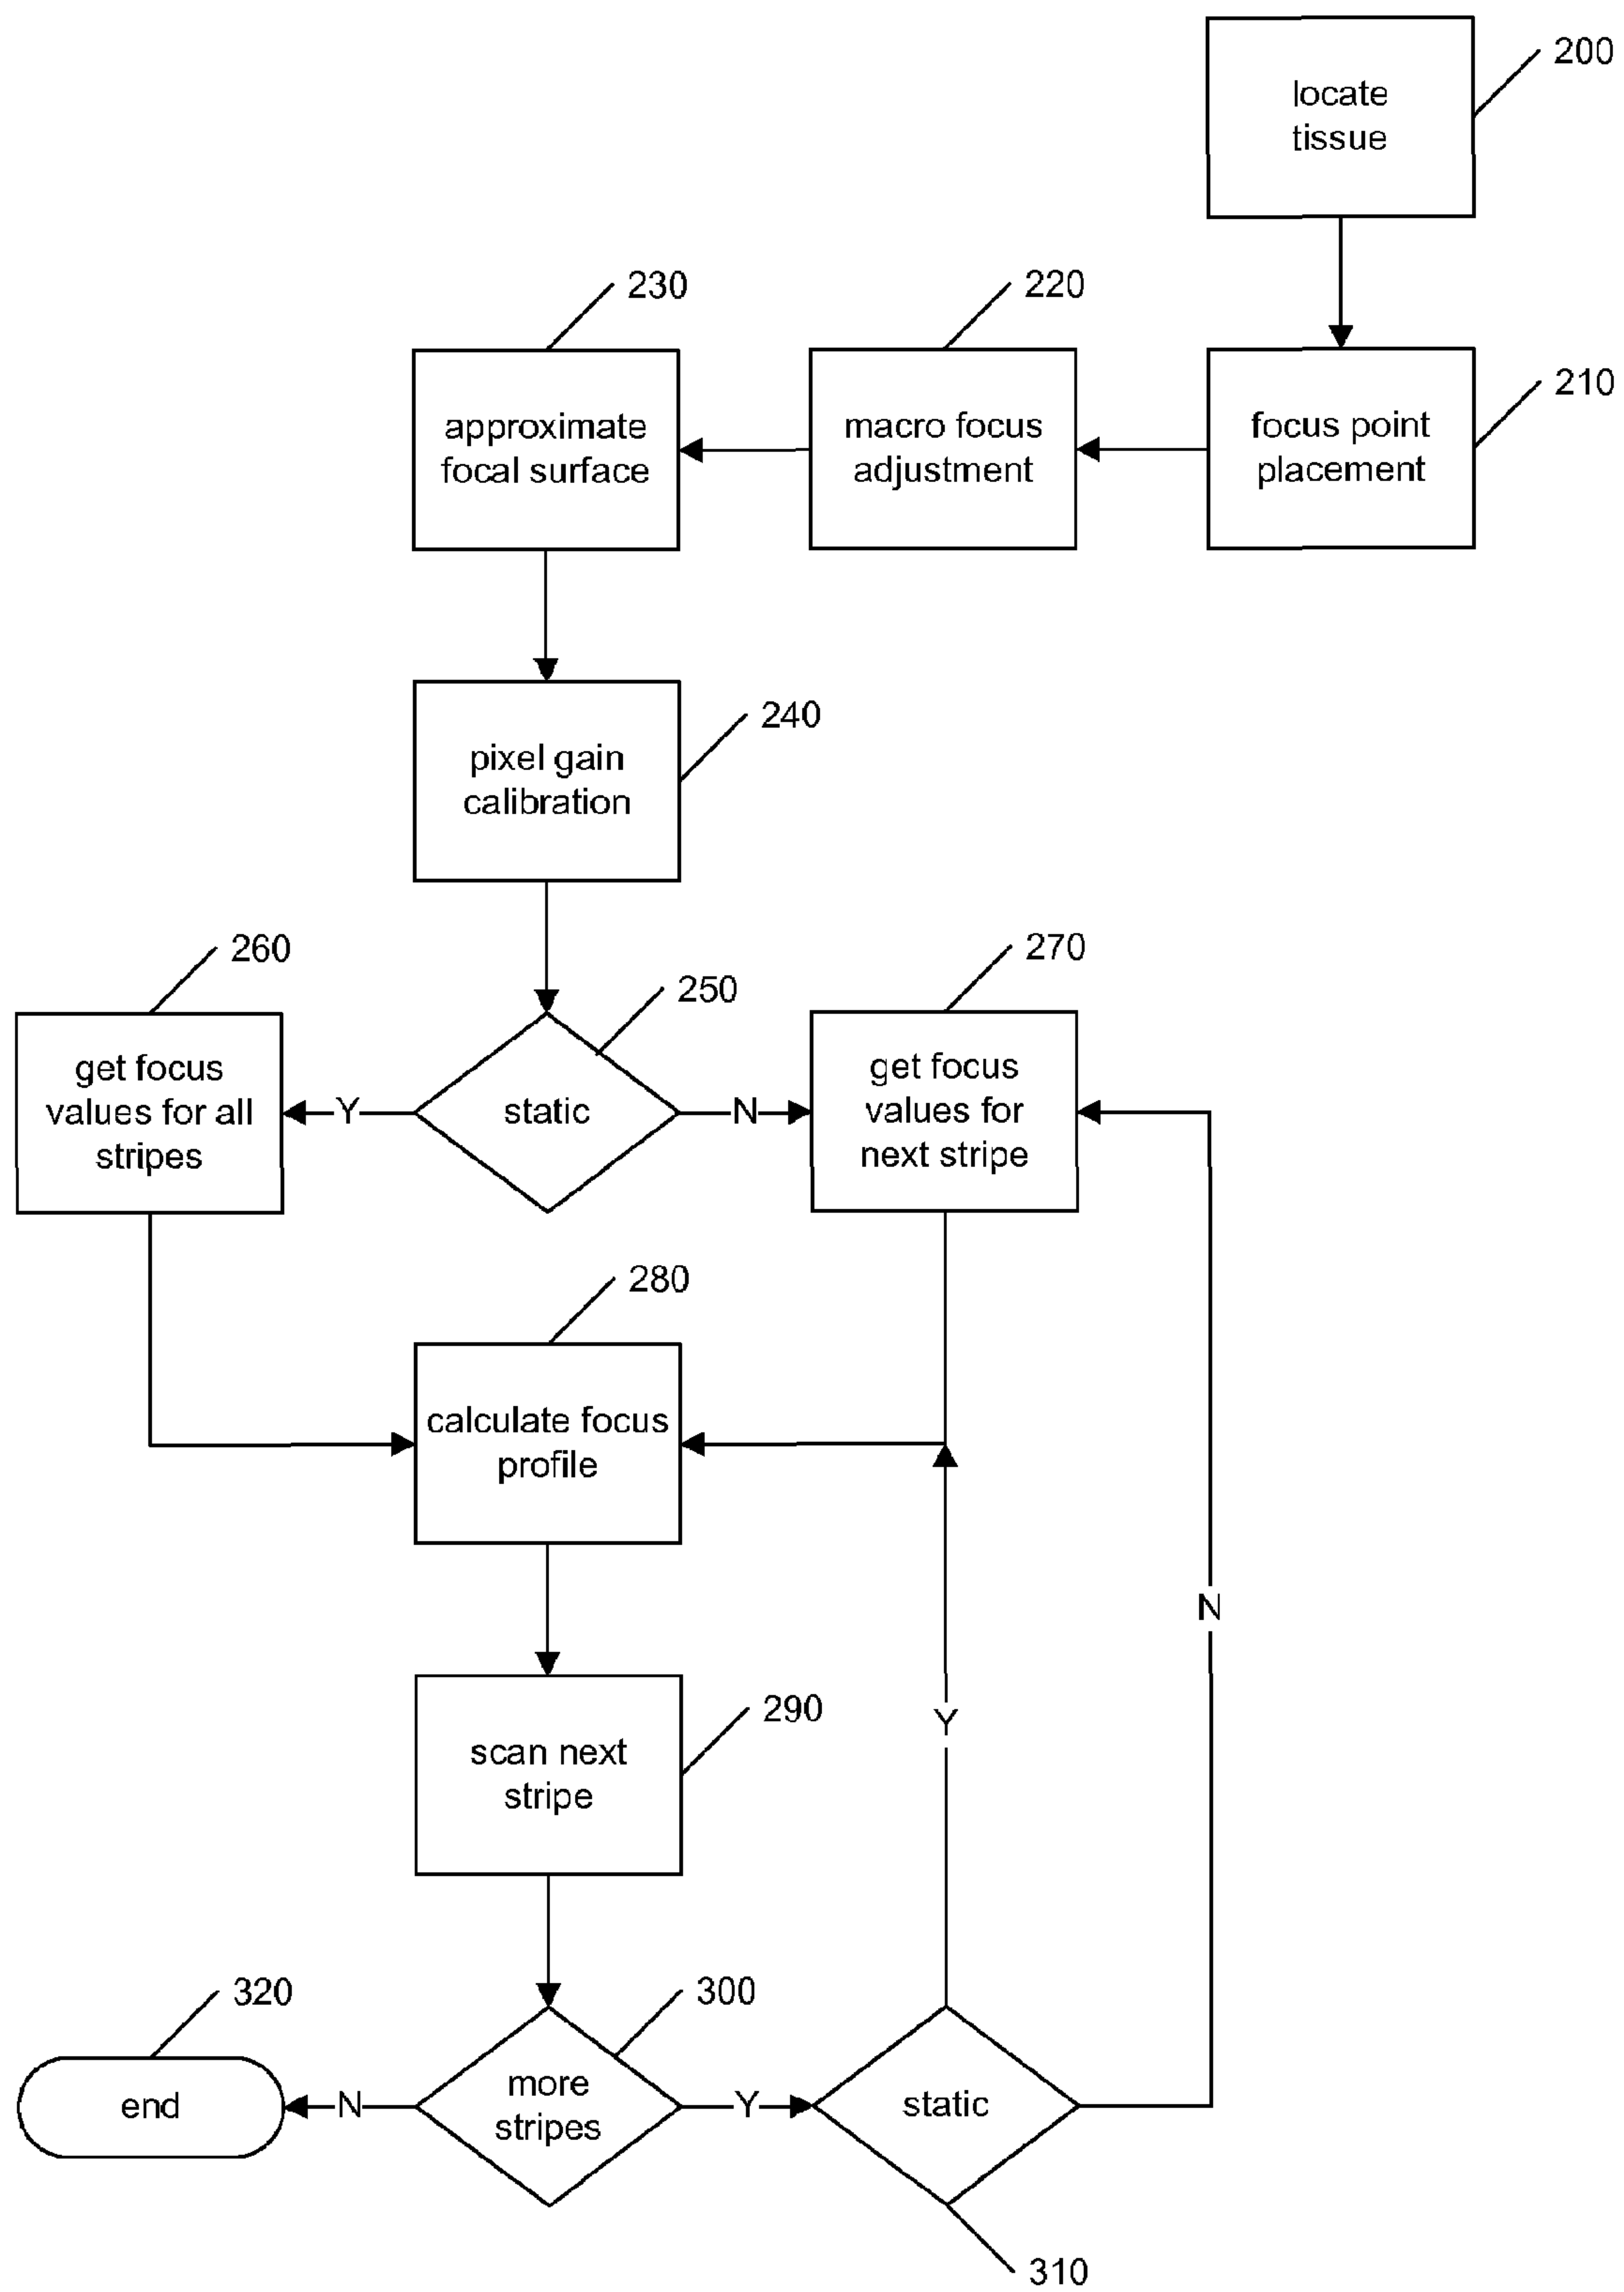 200
locate
tissue
230
220
210
approximate
focal surface
macro focus
adjustment
focus point
placement
240
pixel gain
calibration
260
250
270
get focus
values for all
stripes
Y
static
N
get focus
values for
next stripe
280
calculate focus
profile
N
290
Y
scan next
stripe
320
300
end
N
more
stripes
Y
static
310